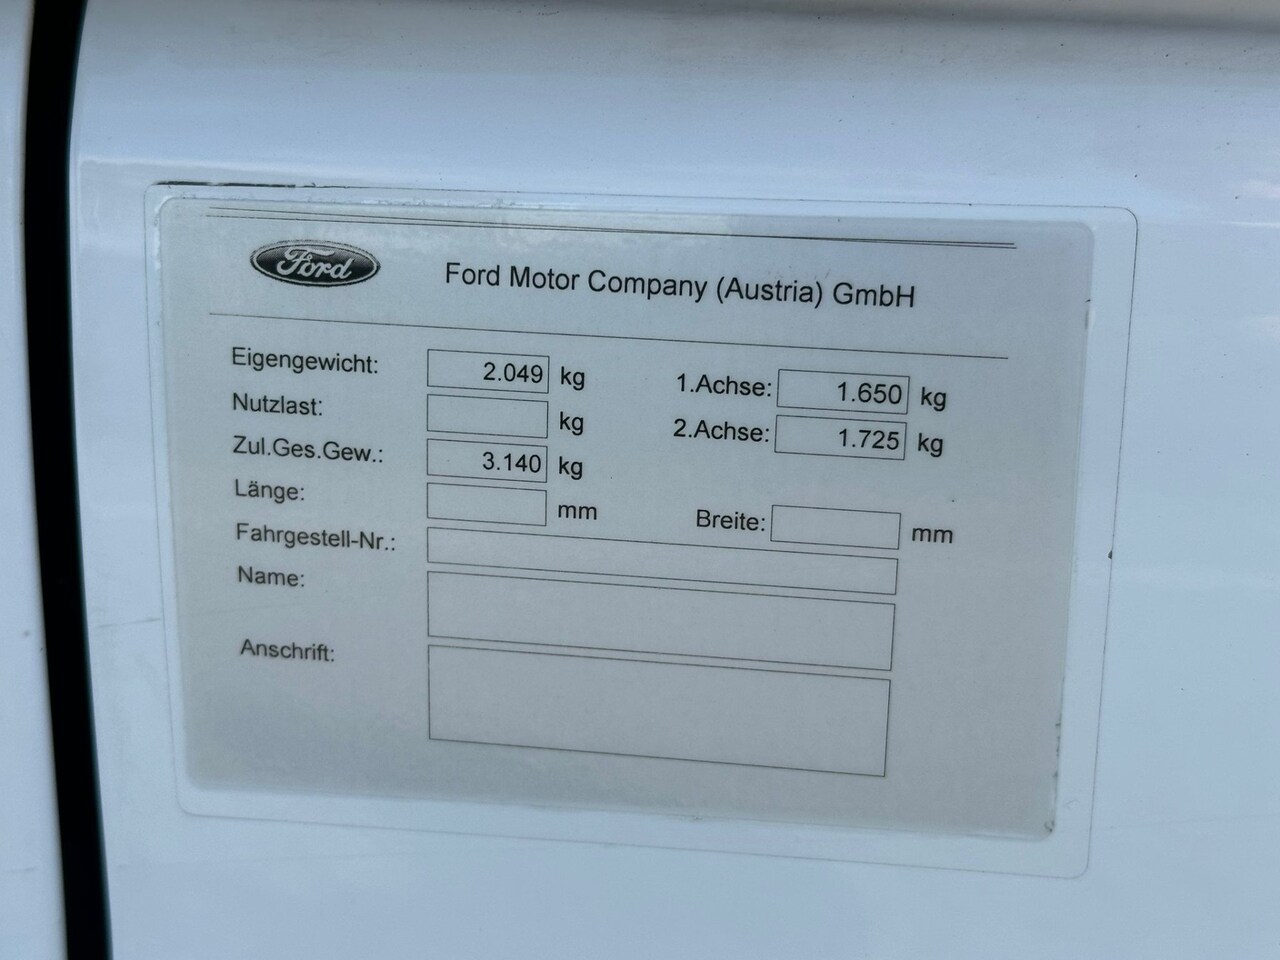 Ford
Ford Motor Company (Austria) GmbH
Eigengewicht: 2.049 kg 1.Achse: 1.650 kg
Nutzlast: kg 2.Achse: 1.725 kg
Zul.Ges.Gew.: 3.140 kg
Länge: mm Breite: mm
Fahrgestell-Nr.:
Name:
Anschrift: